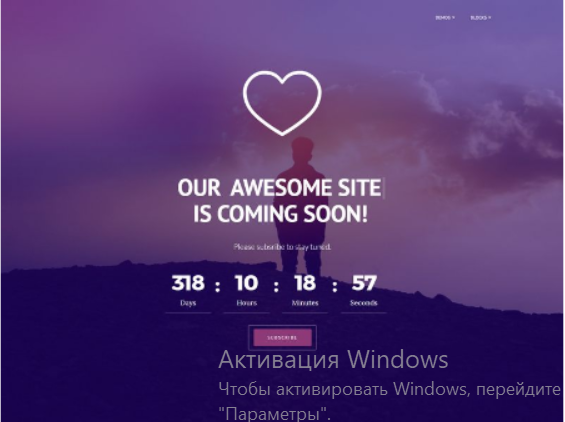 DEMOS
BLOGS
OUR AWESOME SITE
IS COMING SOON!
Please subsribe to stay tuned.
318 : 10 : 18 : 57
Days Hours Minutes Seconds
SUBSCRIBE
Активация Windows
Чтобы активировать Windows, перейдите
"Параметры".